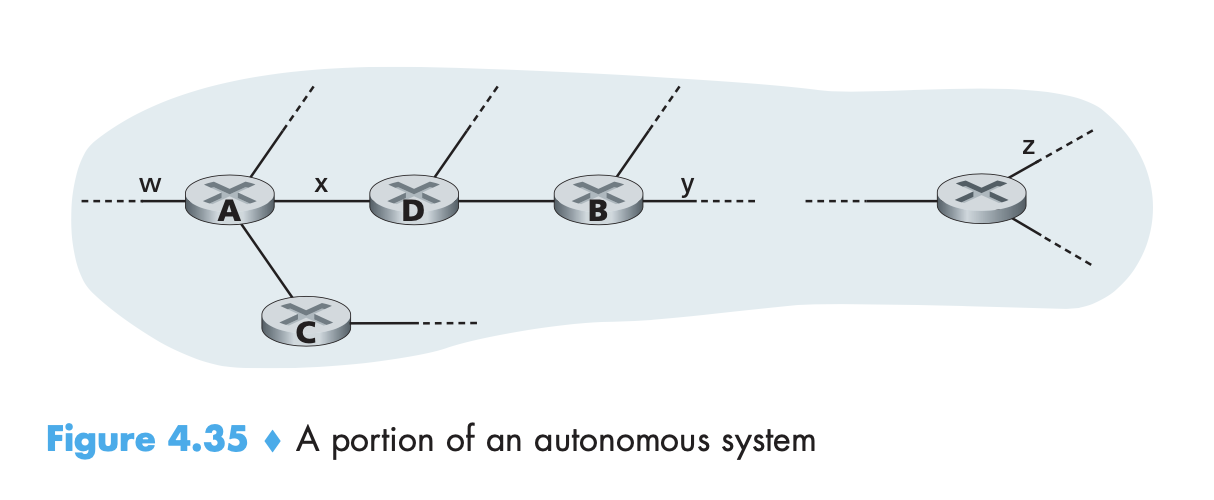 z
w
x
y
A
D
B
C
Figure 4.35 ♦ A portion of an autonomous system